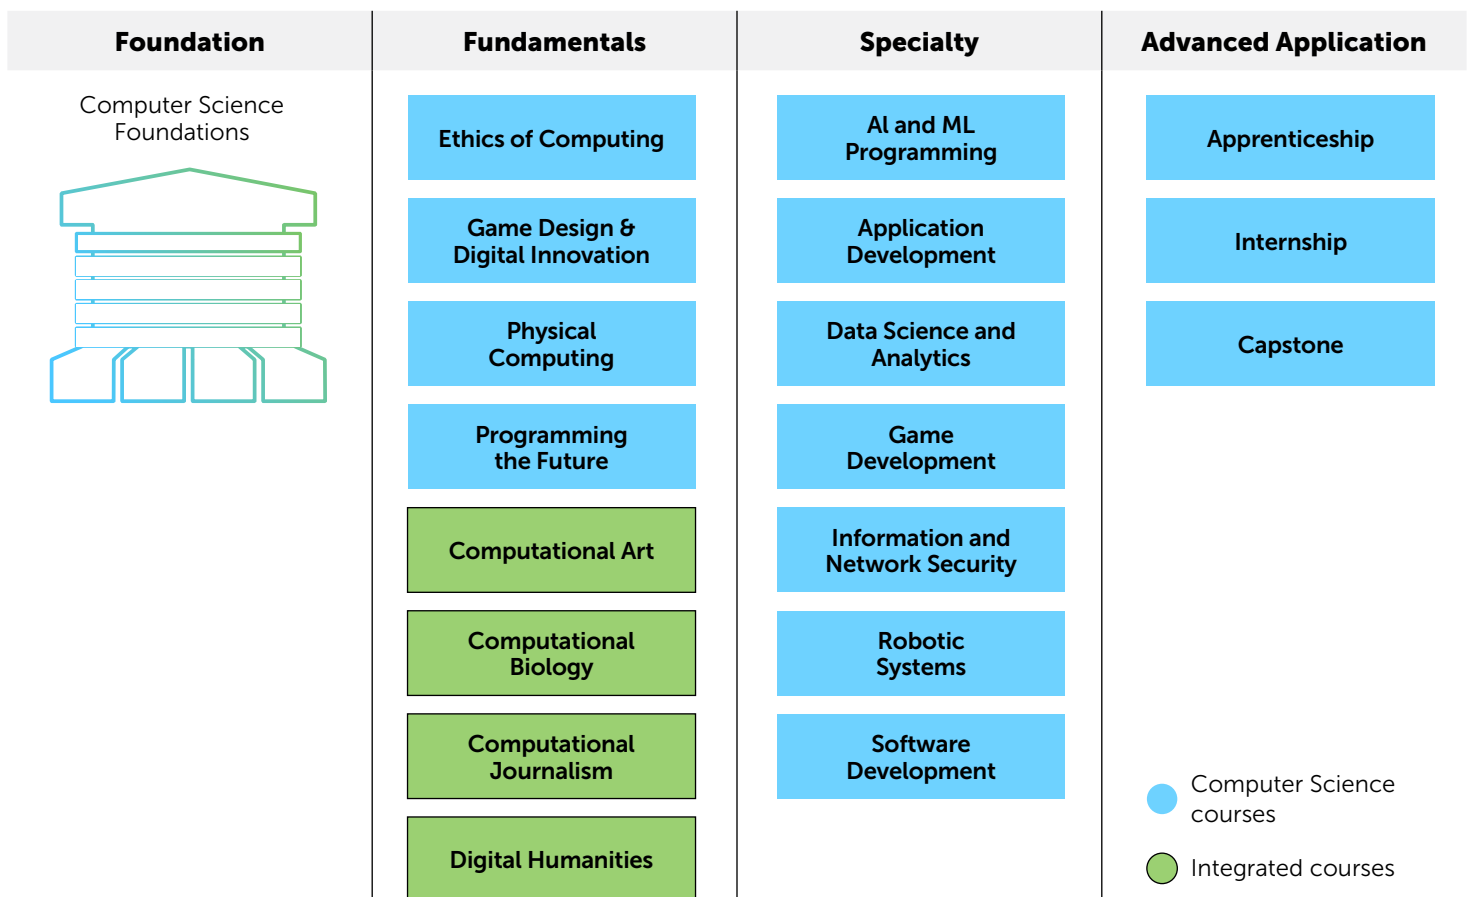 Foundation
Computer Science
Foundations
Fundamentals
Ethics of Computing
Game Design &
Digital Innovation
Physical
Computing
Programming
the Future
Computational Art
Computational
Biology
Computational
Journalism
Digital Humanities
Specialty
AI and ML
Programming
Application
Development
Data Science and
Analytics
Game
Development
Information and
Network Security
Robotic
Systems
Software
Development
Advanced Application
Apprenticeship
Internship
Capstone
Computer Science
courses
Integrated courses